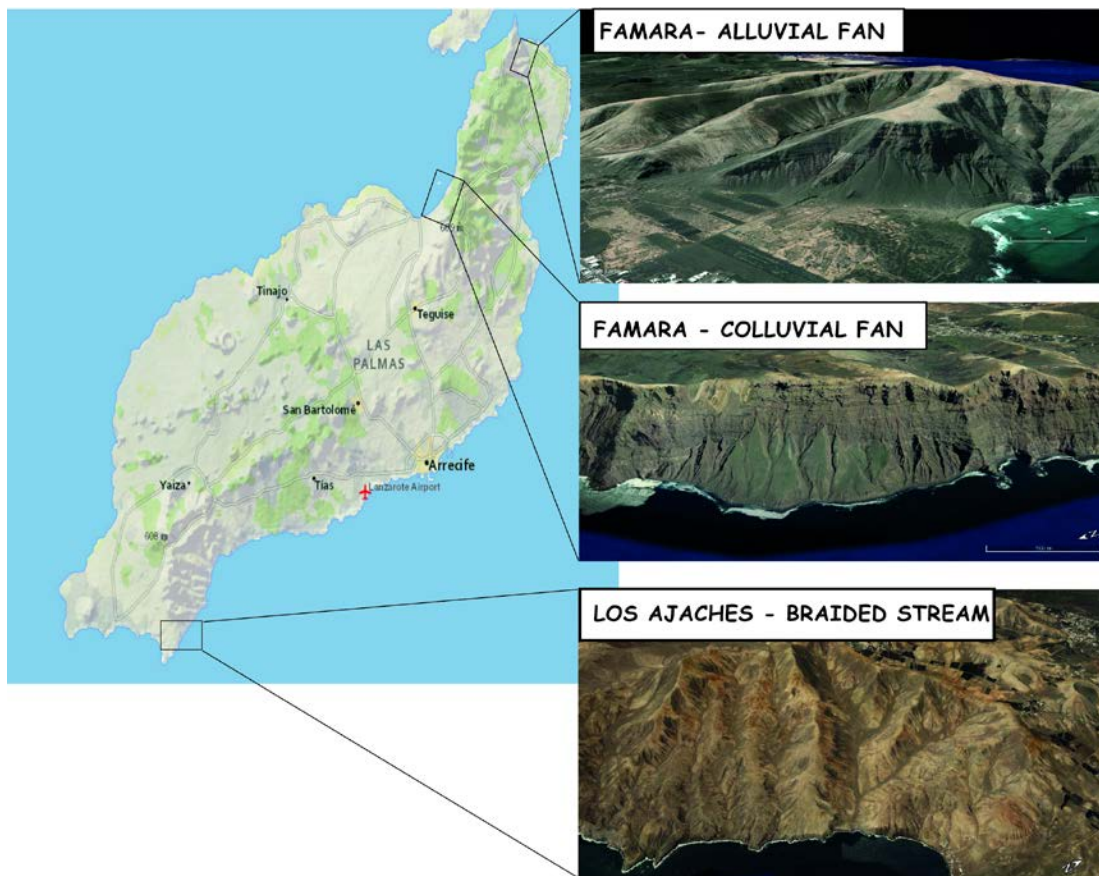 FAMARA- ALLUVIAL FAN
Tinajo
Teguise
LAS
PALMAS
FAMARA - COLLUVIAL FAN
San Bartolomé
Arrecife
Yaiza
Tias
Lanzarote Airport
608 m
LOS AJACHES - BRAIDED STREAM